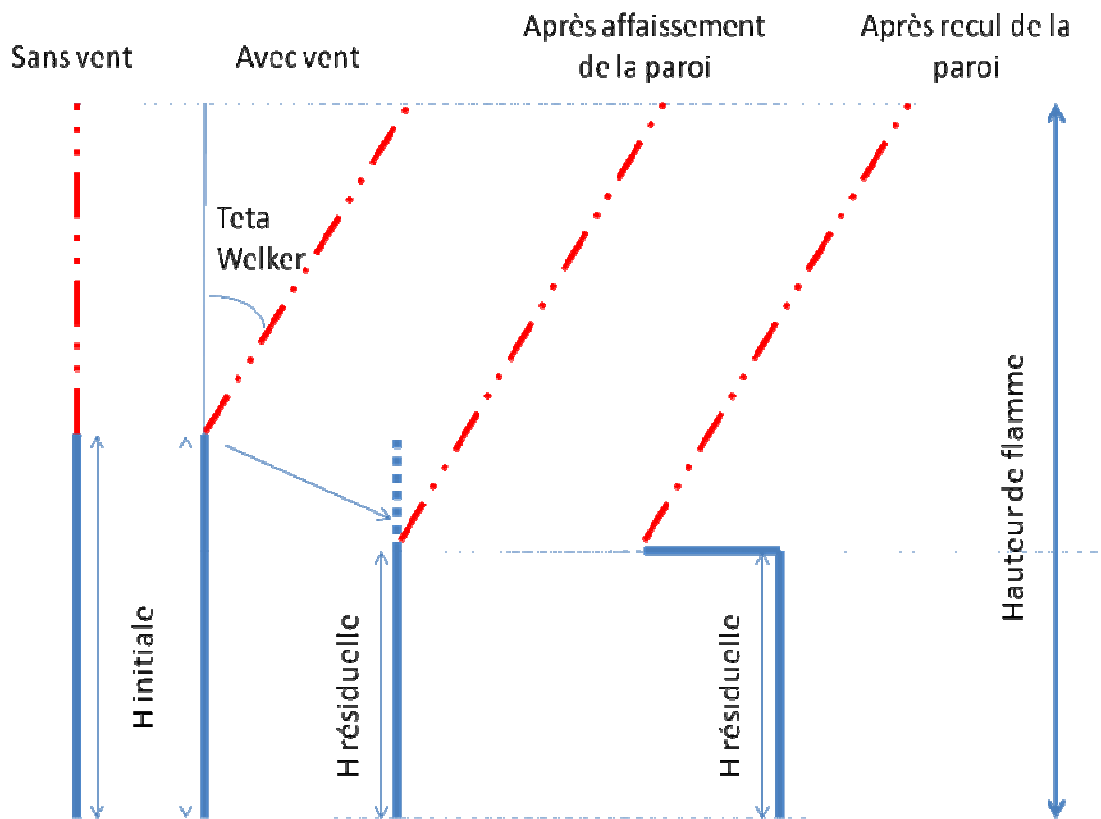 Sans vent
Avec vent
Après affaissement
de la paroi
Après recul de la
paroi
Teta
Welker
H initiale
H résiduelle
H résiduelle
Hauteur de flamme